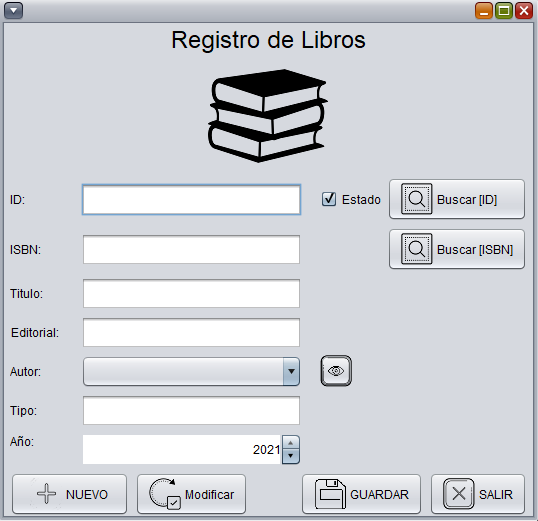 Registro de Libros
ID:
Estado
Buscar [ID]
ISBN:
Buscar [ISBN]
Titulo:
Editorial:
Autor:
Tipo:
Año:
2021
NUEVO
Modificar
GUARDAR
SALIR